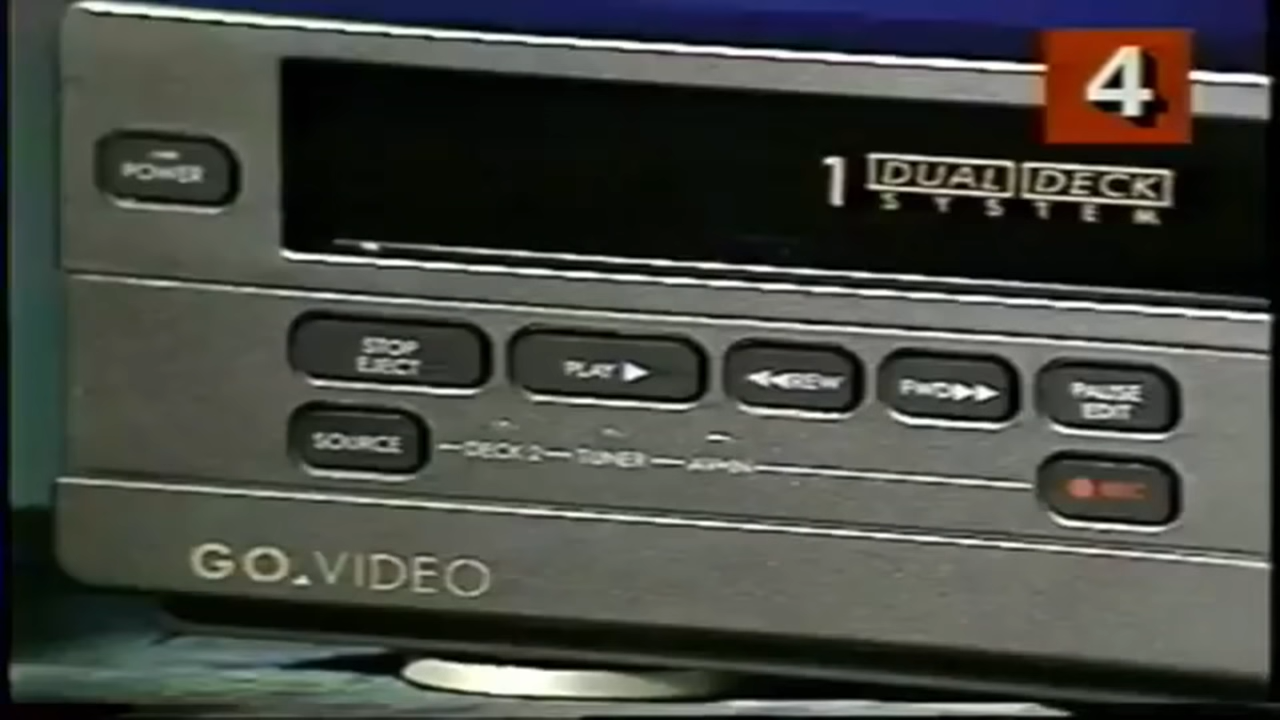 4
POWER
1 DUAL DECK
SYSTEM
STOP
EJECT
PLAY ▶
◀◀REW
FWD▶▶
PAUSE
EDIT
SOURCE
DECK 2
TUNER
REC
GO.VIDEO